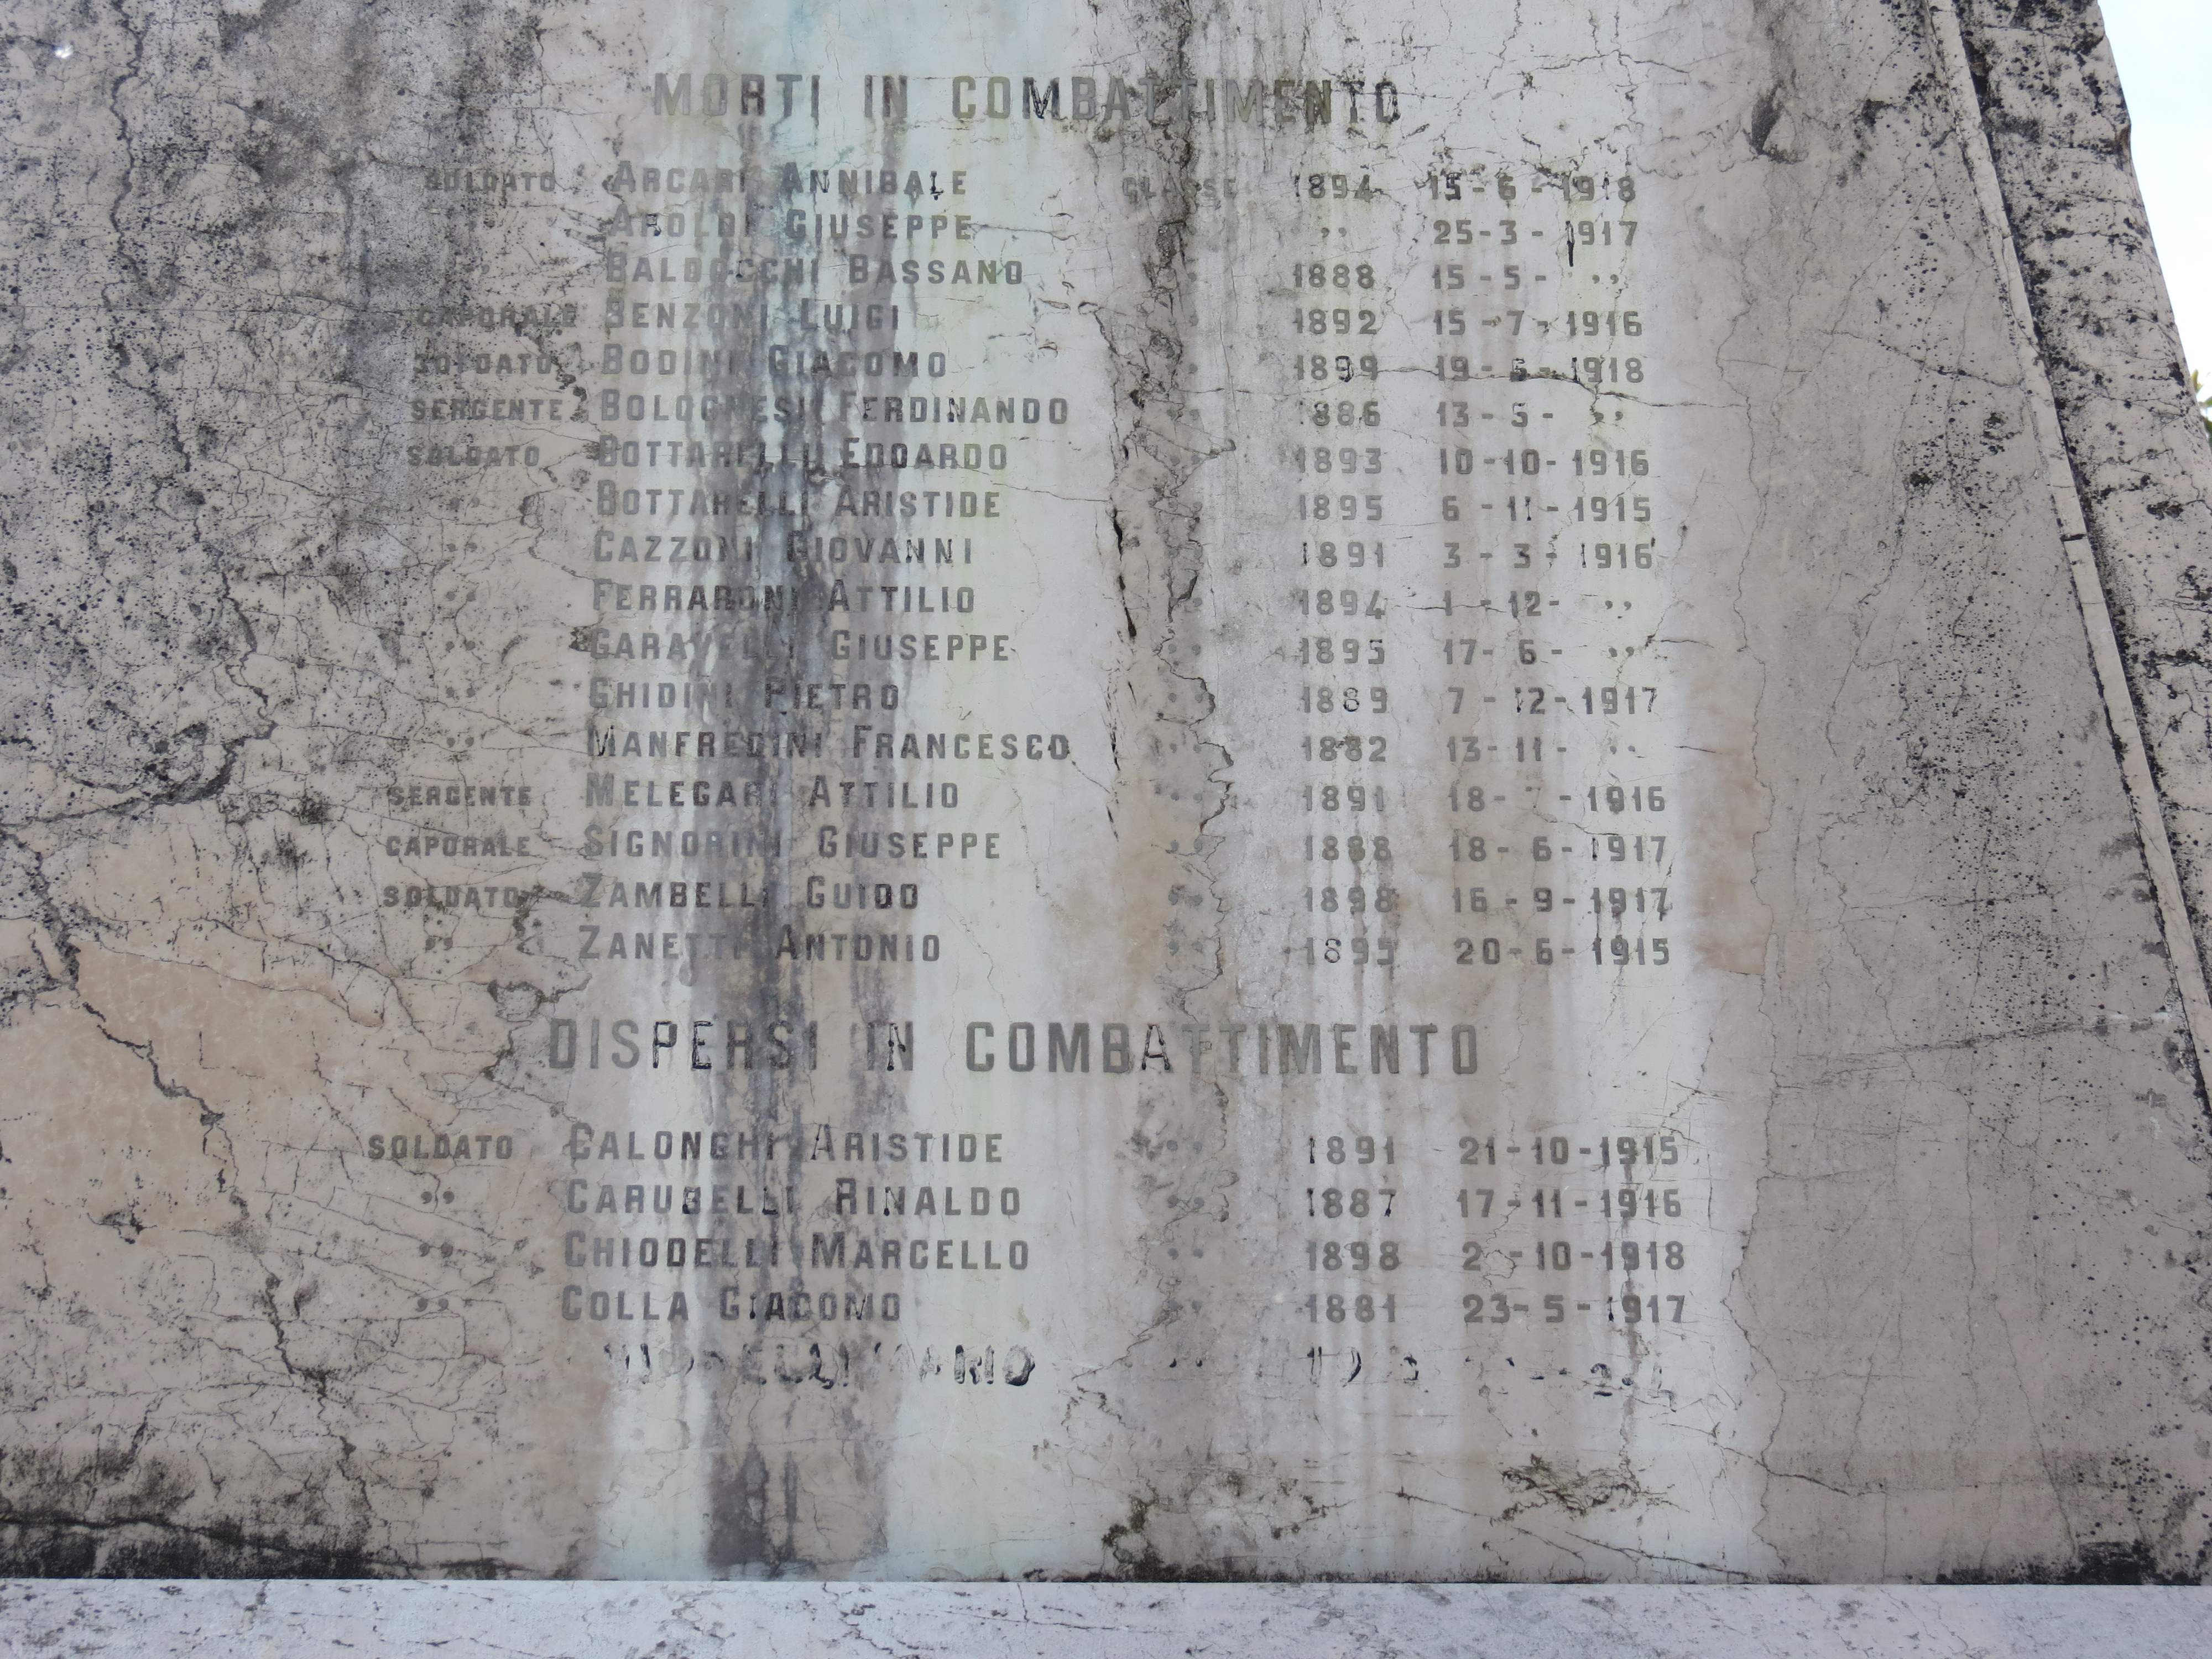 MORTI IN COMBATTIMENTO
SOLDATO ARCARI ANNIBALE CLASSE 1894 15-6-1918
AROLDI GIUSEPPE ,, 25-3-1917
BALDOCCHI BASSANO 1888 15-5- ,,
CAPORALE BENZONI LUIGI 1892 15-7-1916
SOLDATO BODINI GIACOMO 1899 19-6-1918
SERGENTE BOLOGNESI FERDINANDO 1886 13-5- ,,
SOLDATO BOTTARELLI EDOARDO 1893 10-10-1916
,, BOTTARELLI ARISTIDE 1895 6-11-1915
,, CAZZONI GIOVANNI 1891 3-3-1916
,, FERRARONI ATTILIO ,, 1894 1-12- ,,
,, GARAVELLI GIUSEPPE ,, 1895 17-6- ,,
,, GHIDINI PIETRO ,, 1889 7-12-1917
,, MANFREDINI FRANCESCO ,, 1882 13-11- ,,
SERGENTE MELEGARI ATTILIO ,, 1891 18- -1916
CAPORALE SIGNORINI GIUSEPPE ,, 1888 18-6-1917
SOLDATO ZAMBELLI GUIDO ,, 1898 16-9-1917
,, ZANETTI ANTONIO ,, 1895 20-6-1915
DISPERSI IN COMBATTIMENTO
SOLDATO CALONGHI ARISTIDE ,, 1891 21-10-1915
,, CARUBELLI RINALDO ,, 1887 17-11-1916
,, CHIODELLI MARCELLO ,, 1898 2-10-1918
,, COLLA GIACOMO ,, 1881 23-5-1917